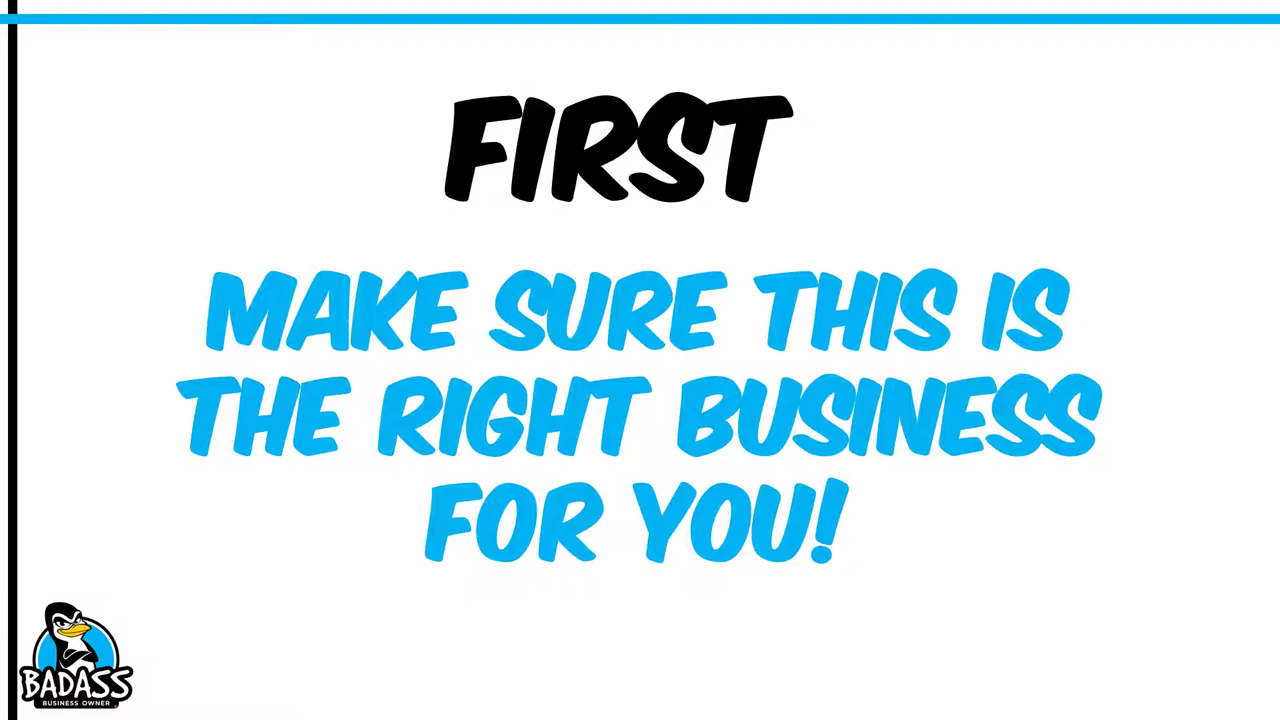 FIRST
MAKE SURE THIS IS
THE RIGHT BUSINESS
FOR YOU!
BADASS
BUSINESS OWNER